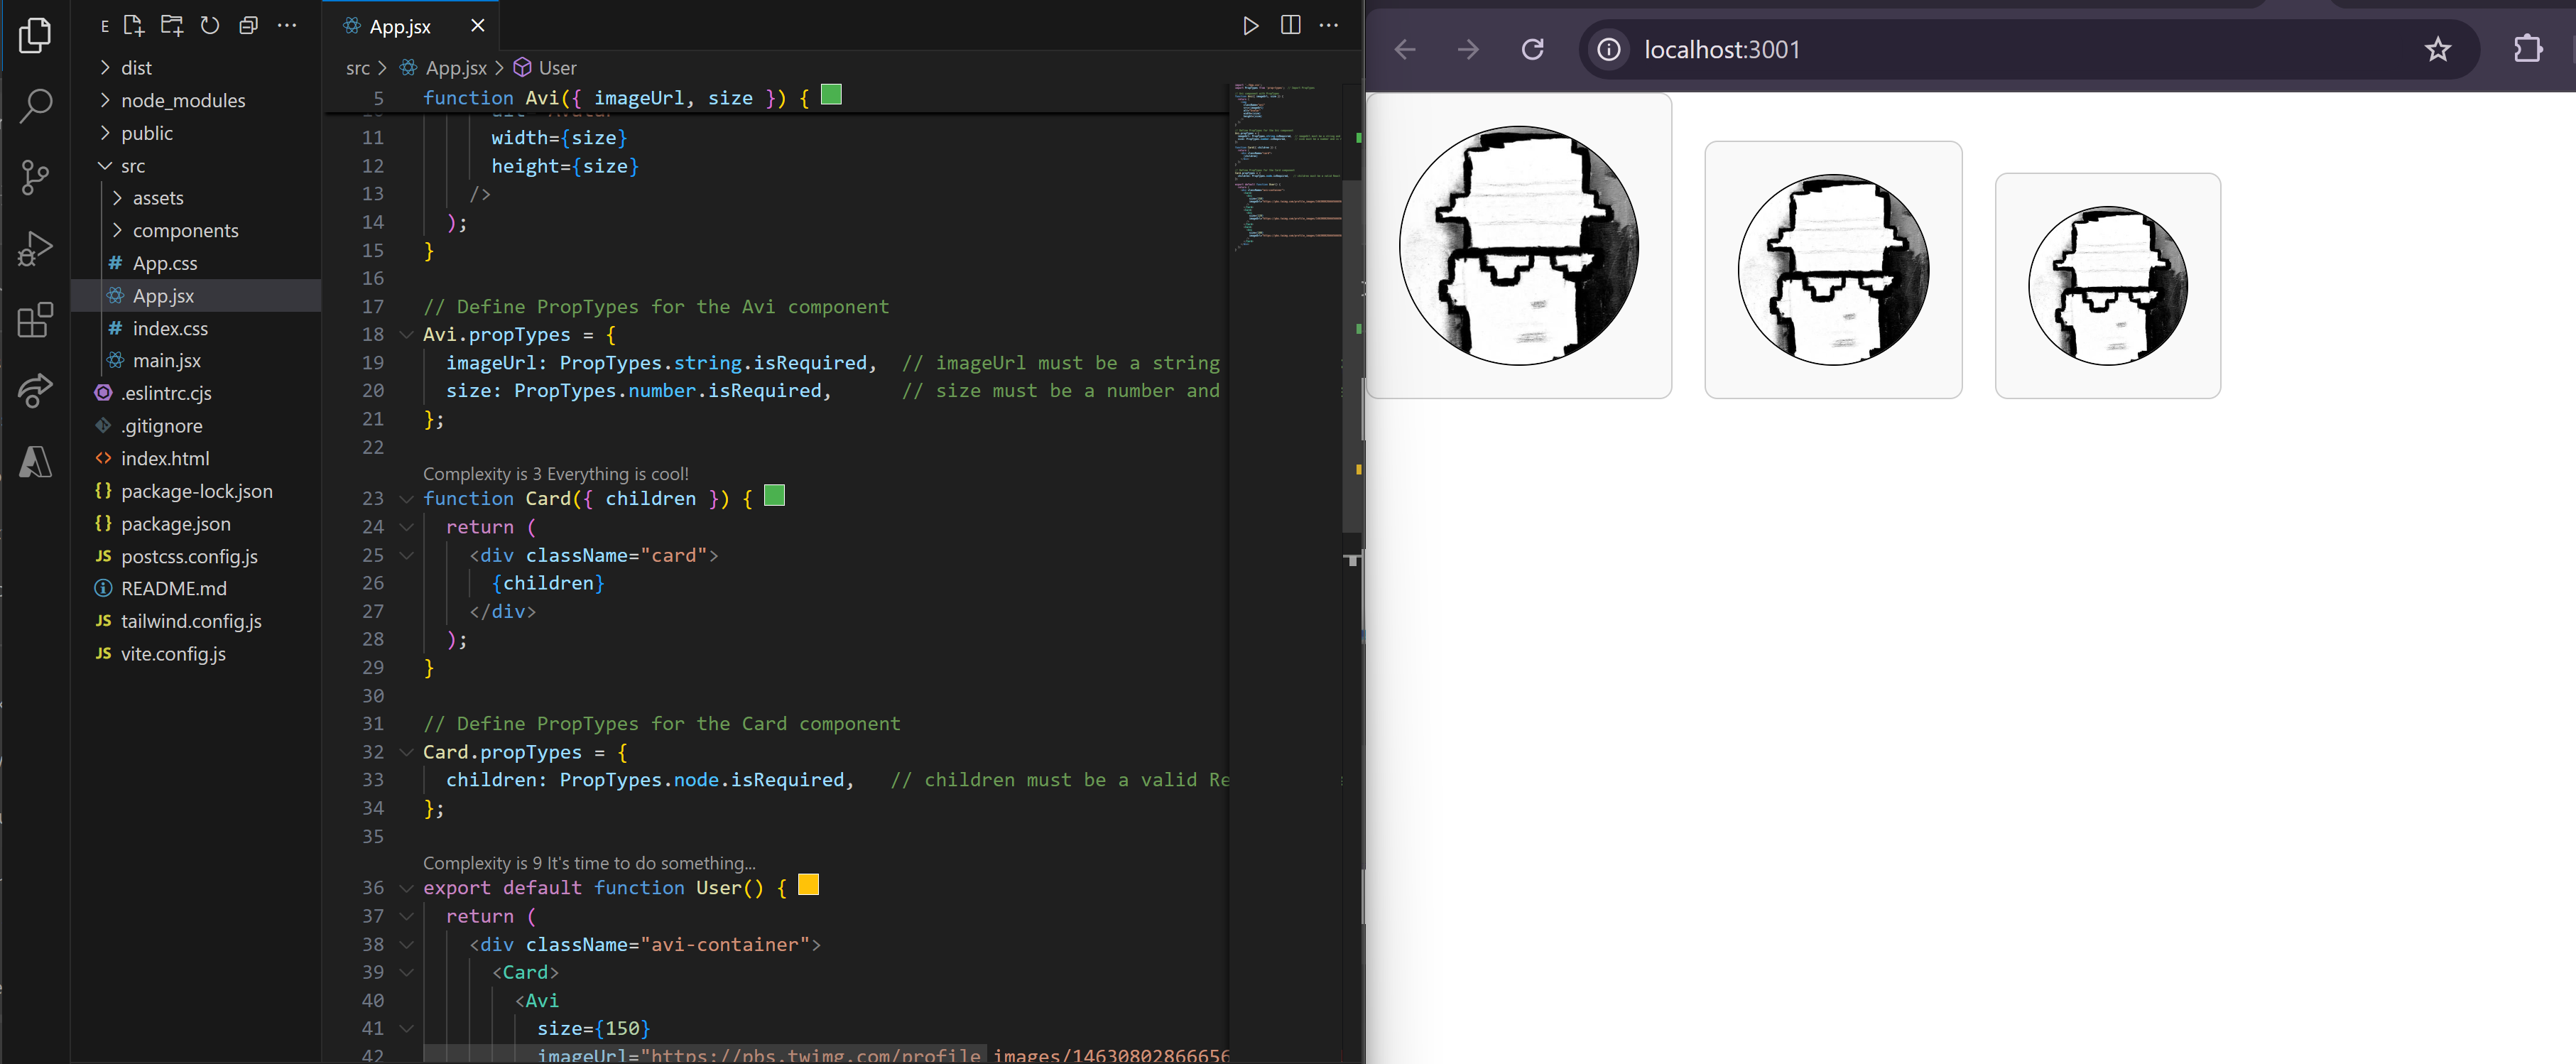 E
dist
node_modules
public
src
assets
components
App.css
App.jsx
index.css
main.jsx
.eslintrc.cjs
.gitignore
index.html
package-lock.json
package.json
postcss.config.js
README.md
tailwind.config.js
vite.config.js
App.jsx
src > App.jsx > User
5 function Avi({ imageUrl, size }) {
11 width={size}
12 height={size}
13 />
14 );
15 }
16
17 // Define PropTypes for the Avi component
18 Avi.propTypes = {
19 imageUrl: PropTypes.string.isRequired, // imageUrl must be a string
20 size: PropTypes.number.isRequired, // size must be a number and
21 };
22
Complexity is 3 Everything is cool!
23 function Card({ children }) {
24 return (
25 <div className="card">
26 {children}
27 </div>
28 );
29 }
30
31 // Define PropTypes for the Card component
32 Card.propTypes = {
33 children: PropTypes.node.isRequired, // children must be a valid Re
34 };
35
Complexity is 9 It's time to do something...
36 export default function User() {
37 return (
38 <div className="avi-container">
39 <Card>
40 <Avi
41 size={150}
42 imageUrl="https://pbs.twimg.com/profile_images/14630802866656
localhost:3001